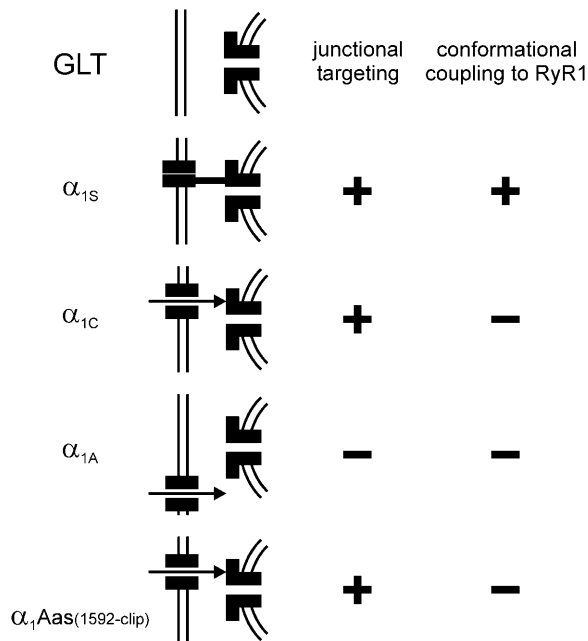 GLT
junctional targeting
conformational coupling to RyR1
α1S
+ +
α1C
+ −
α1A
− −
α1Aas(1592-clip)
+ −